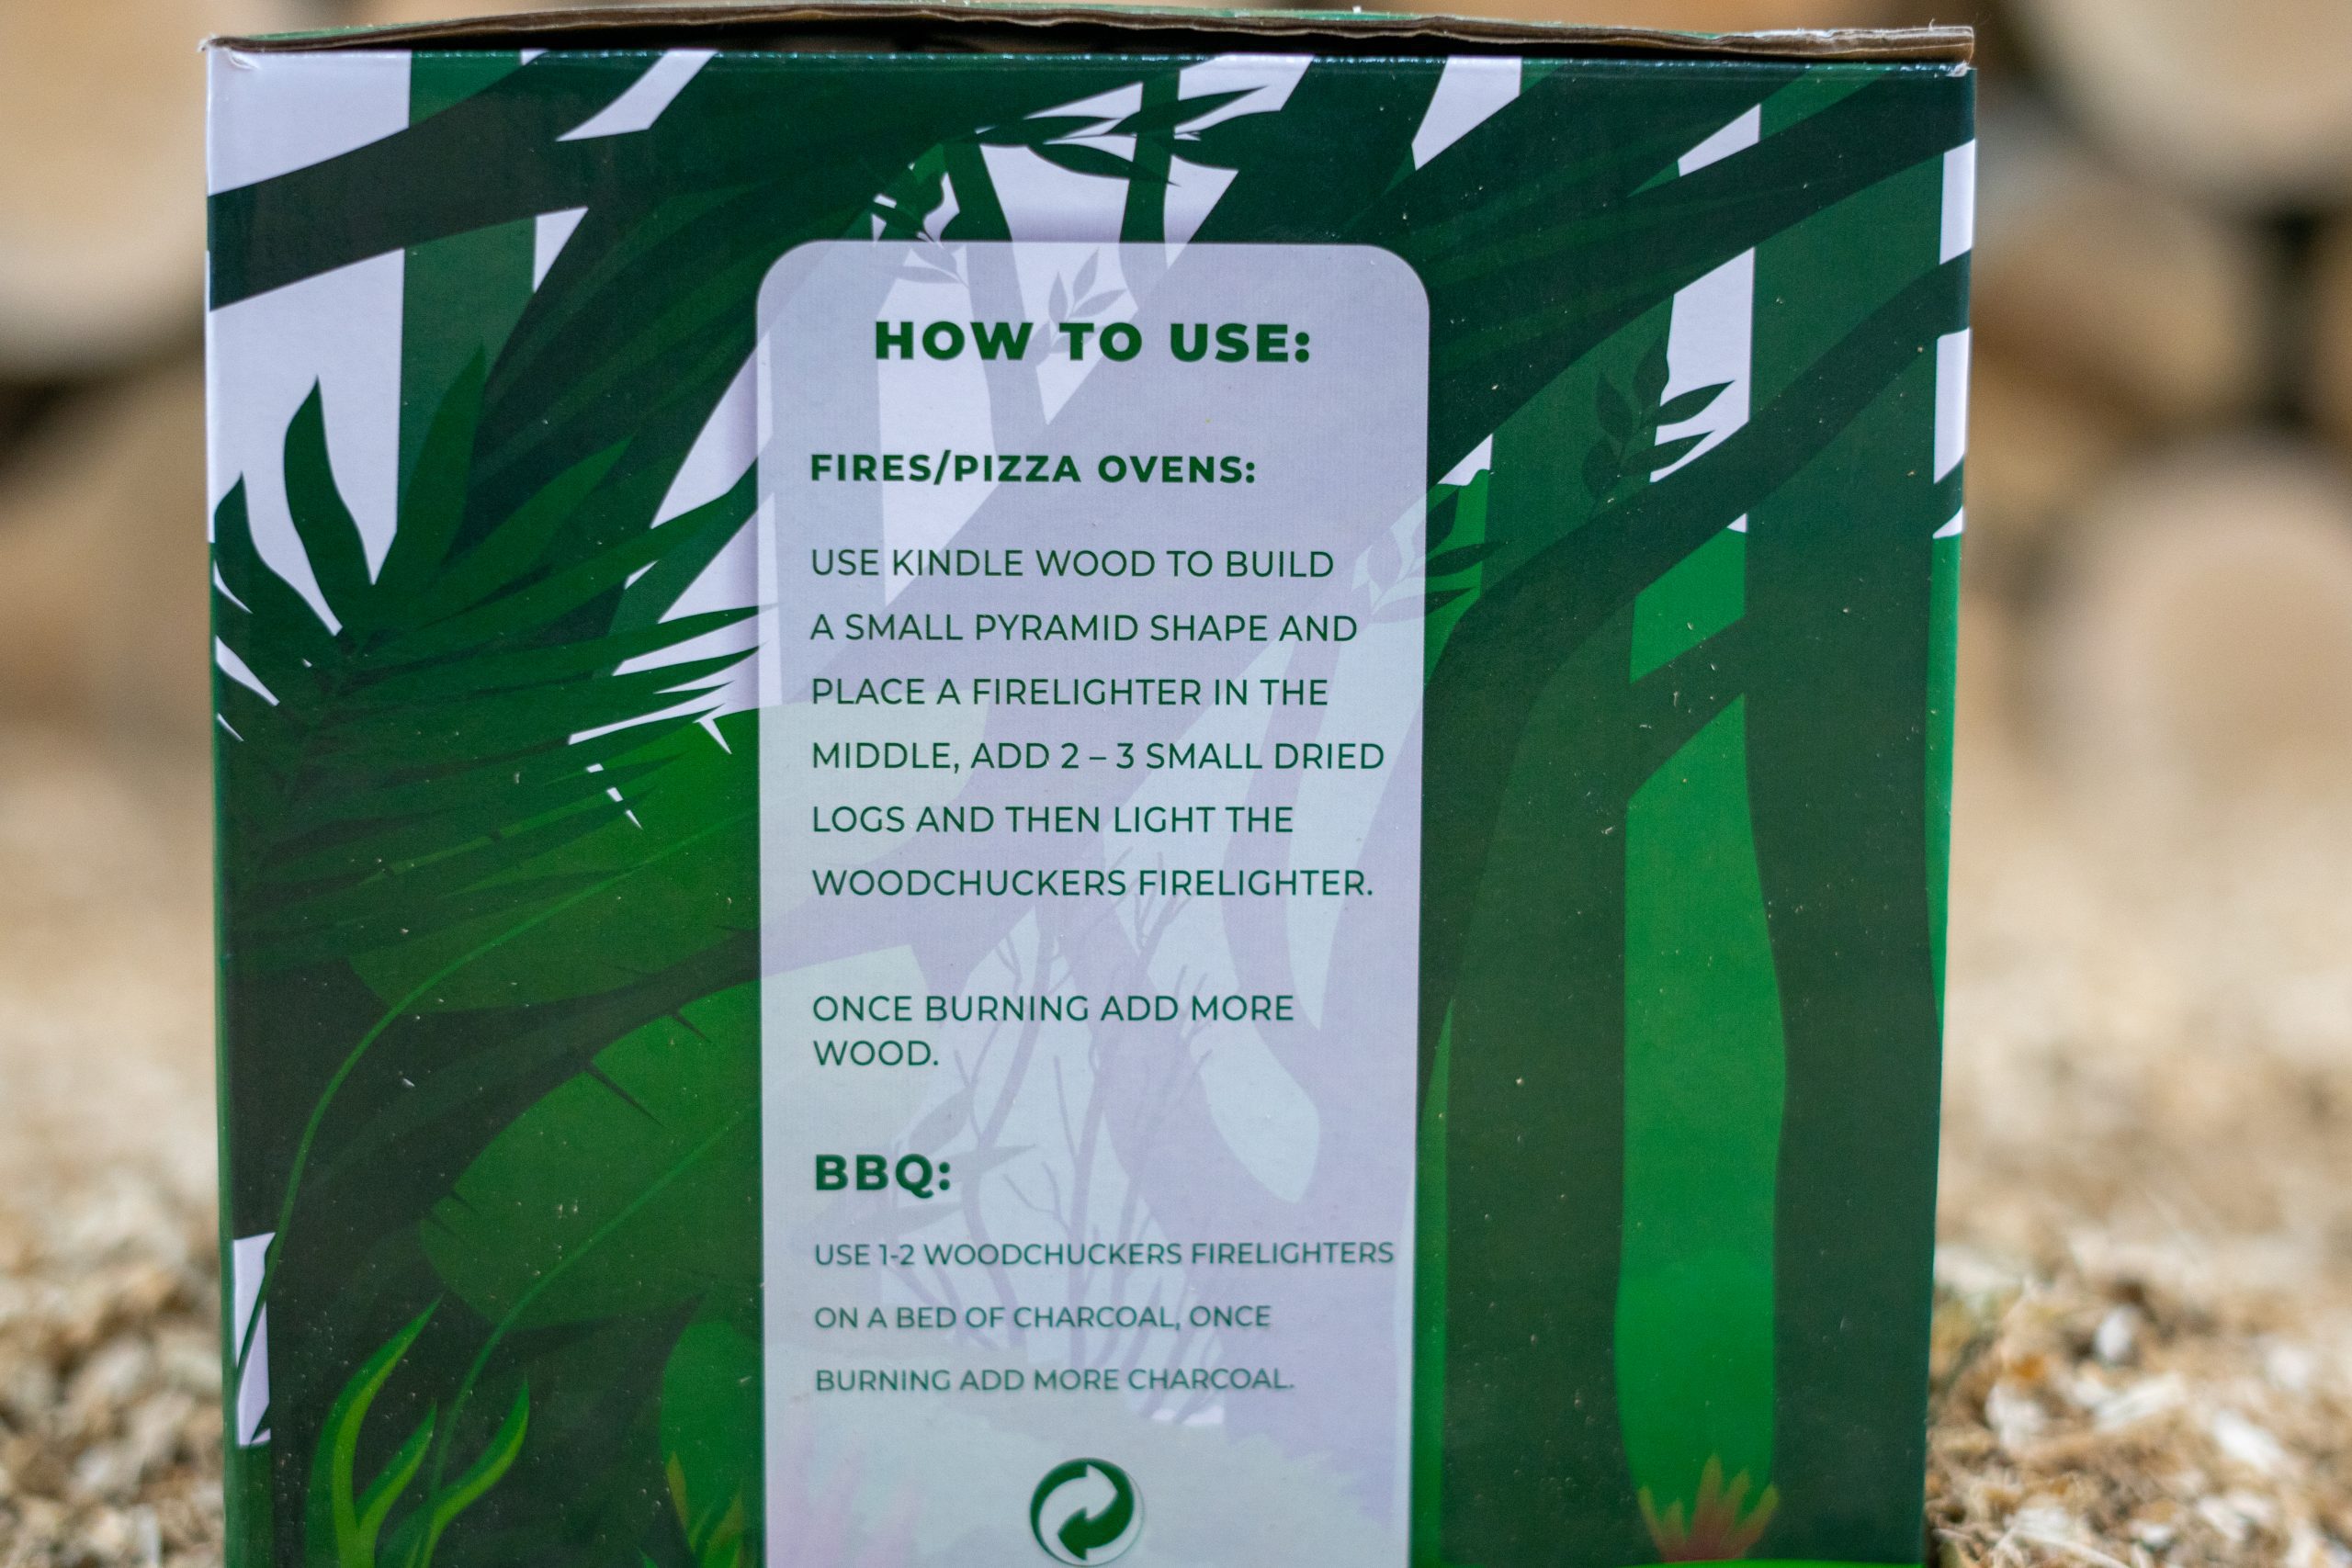 HOW TO USE:
FIRES/PIZZA OVENS:
USE KINDLE WOOD TO BUILD
A SMALL PYRAMID SHAPE AND
PLACE A FIRELIGHTER IN THE
MIDDLE, ADD 2 – 3 SMALL DRIED
LOGS AND THEN LIGHT THE
WOODCHUCKERS FIRELIGHTER.
ONCE BURNING ADD MORE
WOOD.
BBQ:
USE 1-2 WOODCHUCKERS FIRELIGHTERS
ON A BED OF CHARCOAL, ONCE
BURNING ADD MORE CHARCOAL.